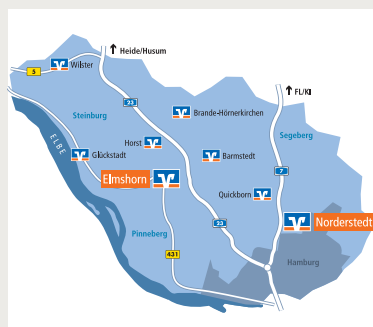 Heide/Husum
Wilster
5
FL/KI
23
Steinburg
Brande-Hörnerkirchen
Segeberg
ELBE
Horst
Glückstadt
Barmstedt
7
Elmshorn
Quickborn
Norderstedt
23
Pinneberg
431
Hamburg